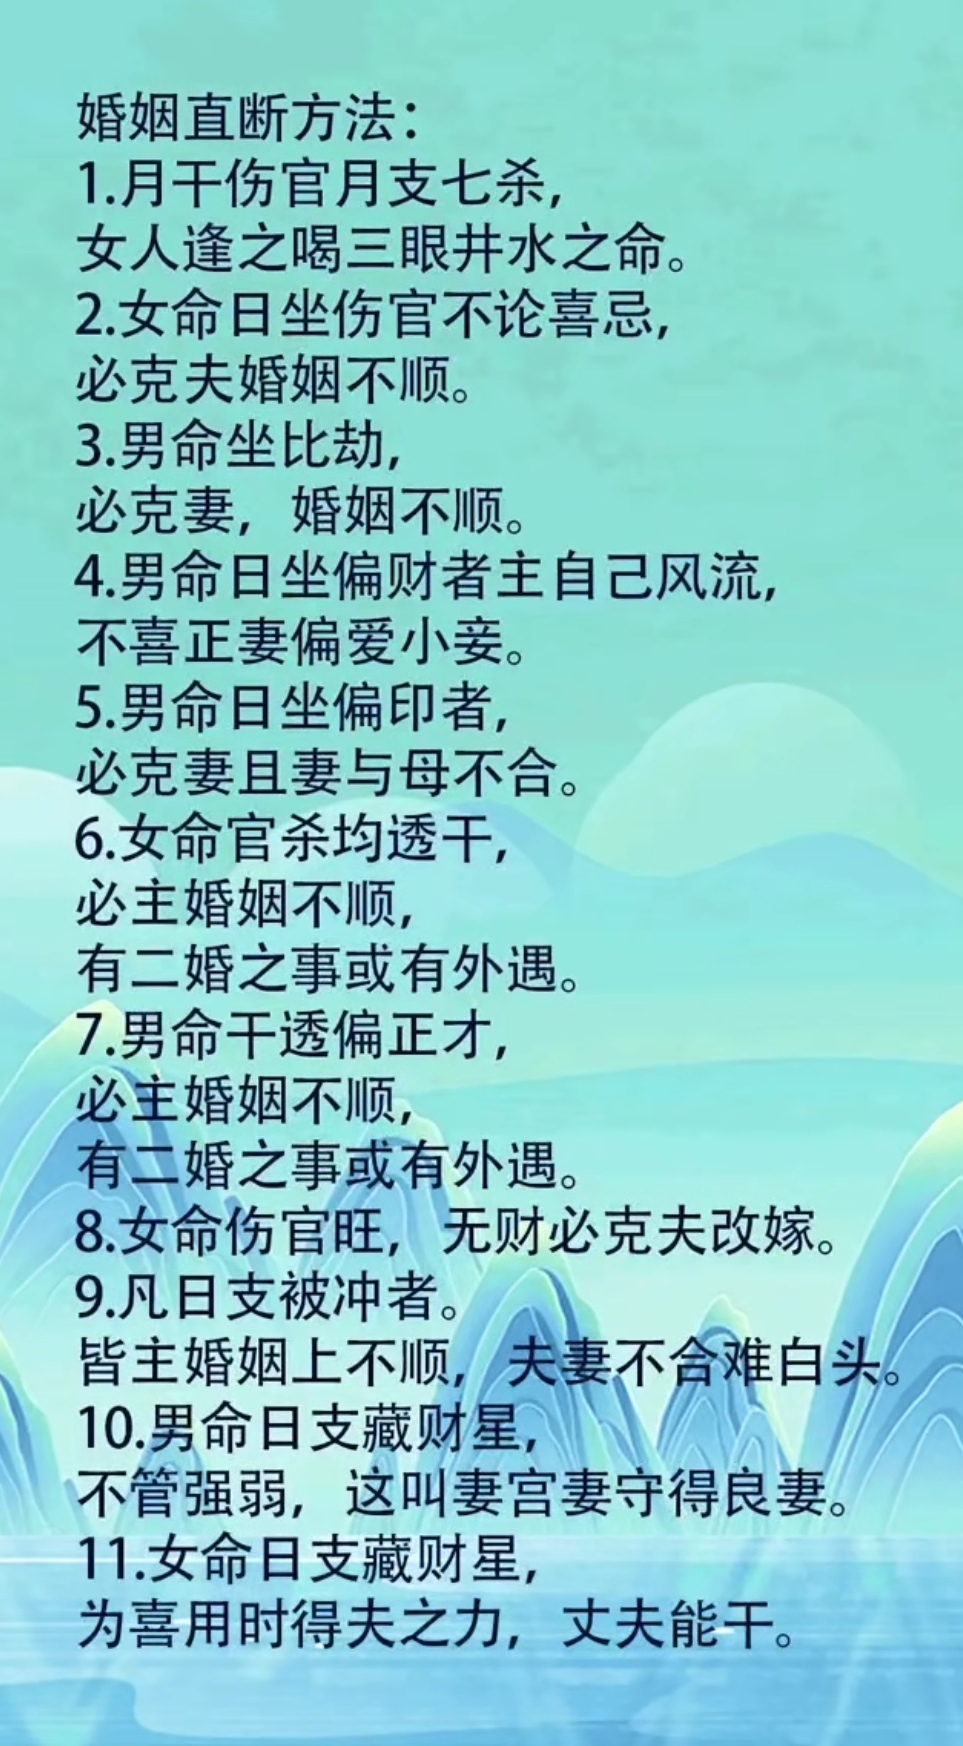 婚姻直断方法：
1.月干伤官月支七杀，
女人逢之喝三眼井水之命。
2.女命日坐伤官不论喜忌，
必克夫婚姻不顺。
3.男命坐比劫，
必克妻，婚姻不顺。
4.男命日坐偏财者主自己风流，
不喜正妻偏爱小妾。
5.男命日坐偏印者，
必克妻且妻与母不合。
6.女命官杀均透干，
必主婚姻不顺，
有二婚之事或有外遇。
7.男命干透偏正才，
必主婚姻不顺，
有二婚之事或有外遇。
8.女命伤官旺，无财必克夫改嫁。
9.凡日支被冲者。
皆主婚姻上不顺，夫妻不合难白头。
10.男命日支藏财星，
不管强弱，这叫妻宫妻守得良妻。
11.女命日支藏财星，
为喜用时得夫之力，丈夫能干。